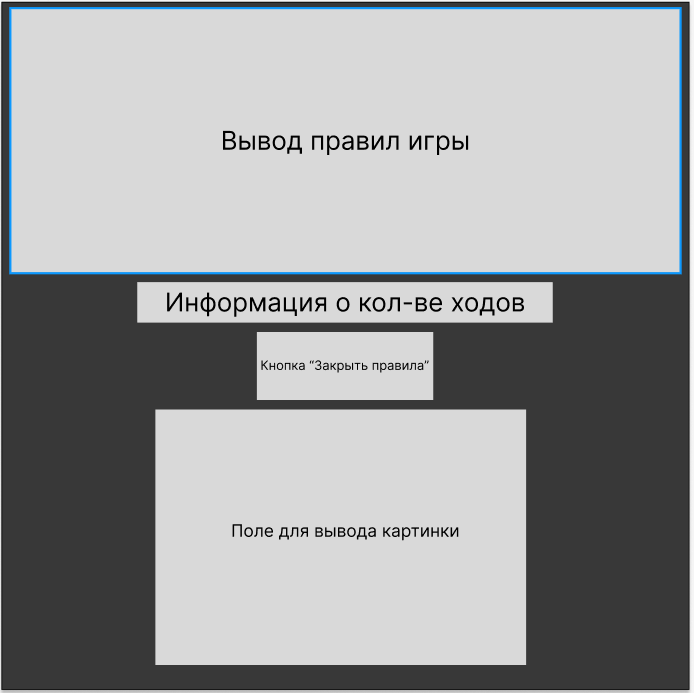 Вывод правил игры
Информация о кол-ве ходов
Кнопка “Закрыть правила”
Поле для вывода картинки